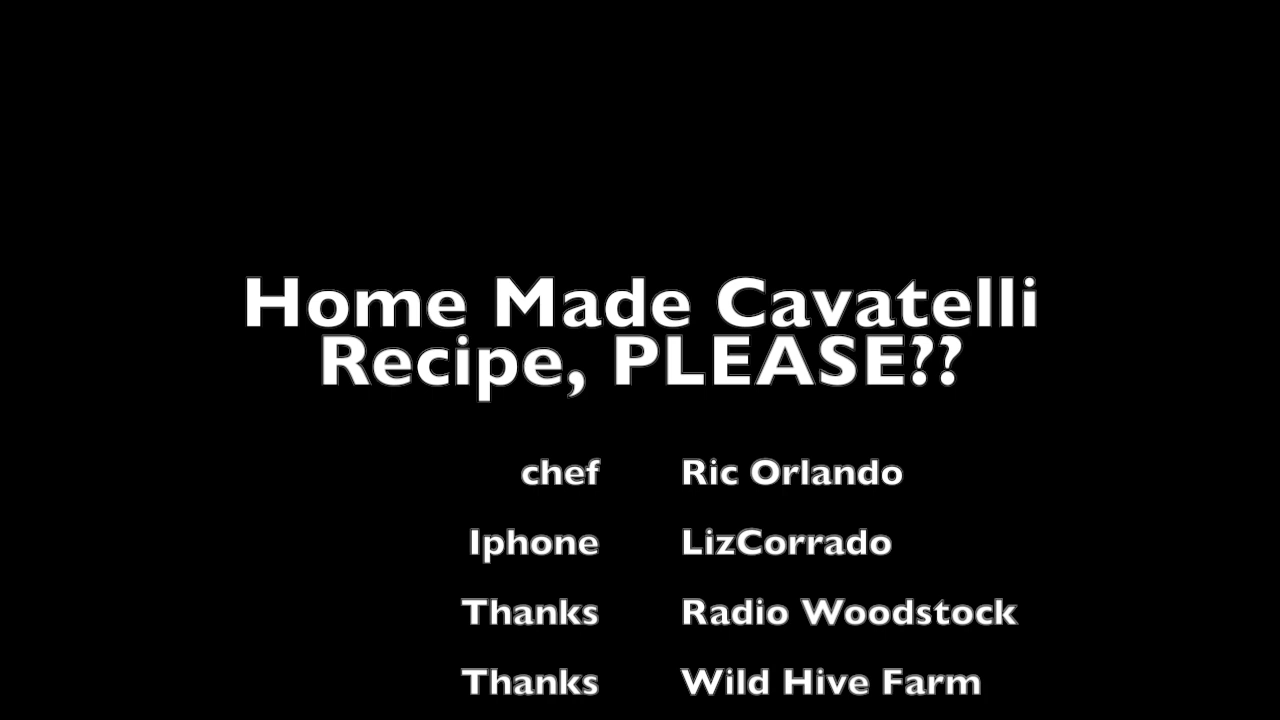 Home Made Cavatelli
Recipe, PLEASE??
chef Ric Orlando
Iphone LizCorrado
Thanks Radio Woodstock
Thanks Wild Hive Farm